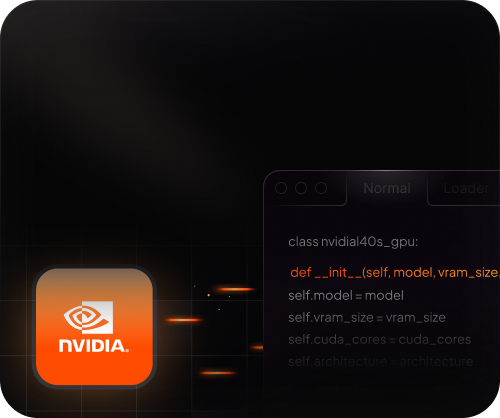 Normal
Loader
class nvidial40s_gpu:
def __init__(self, model, vram_size,
self.model = model
self.vram_size = vram_size
self.cuda_cores = cuda_cores
self.architecture = architecture
nVIDIA.